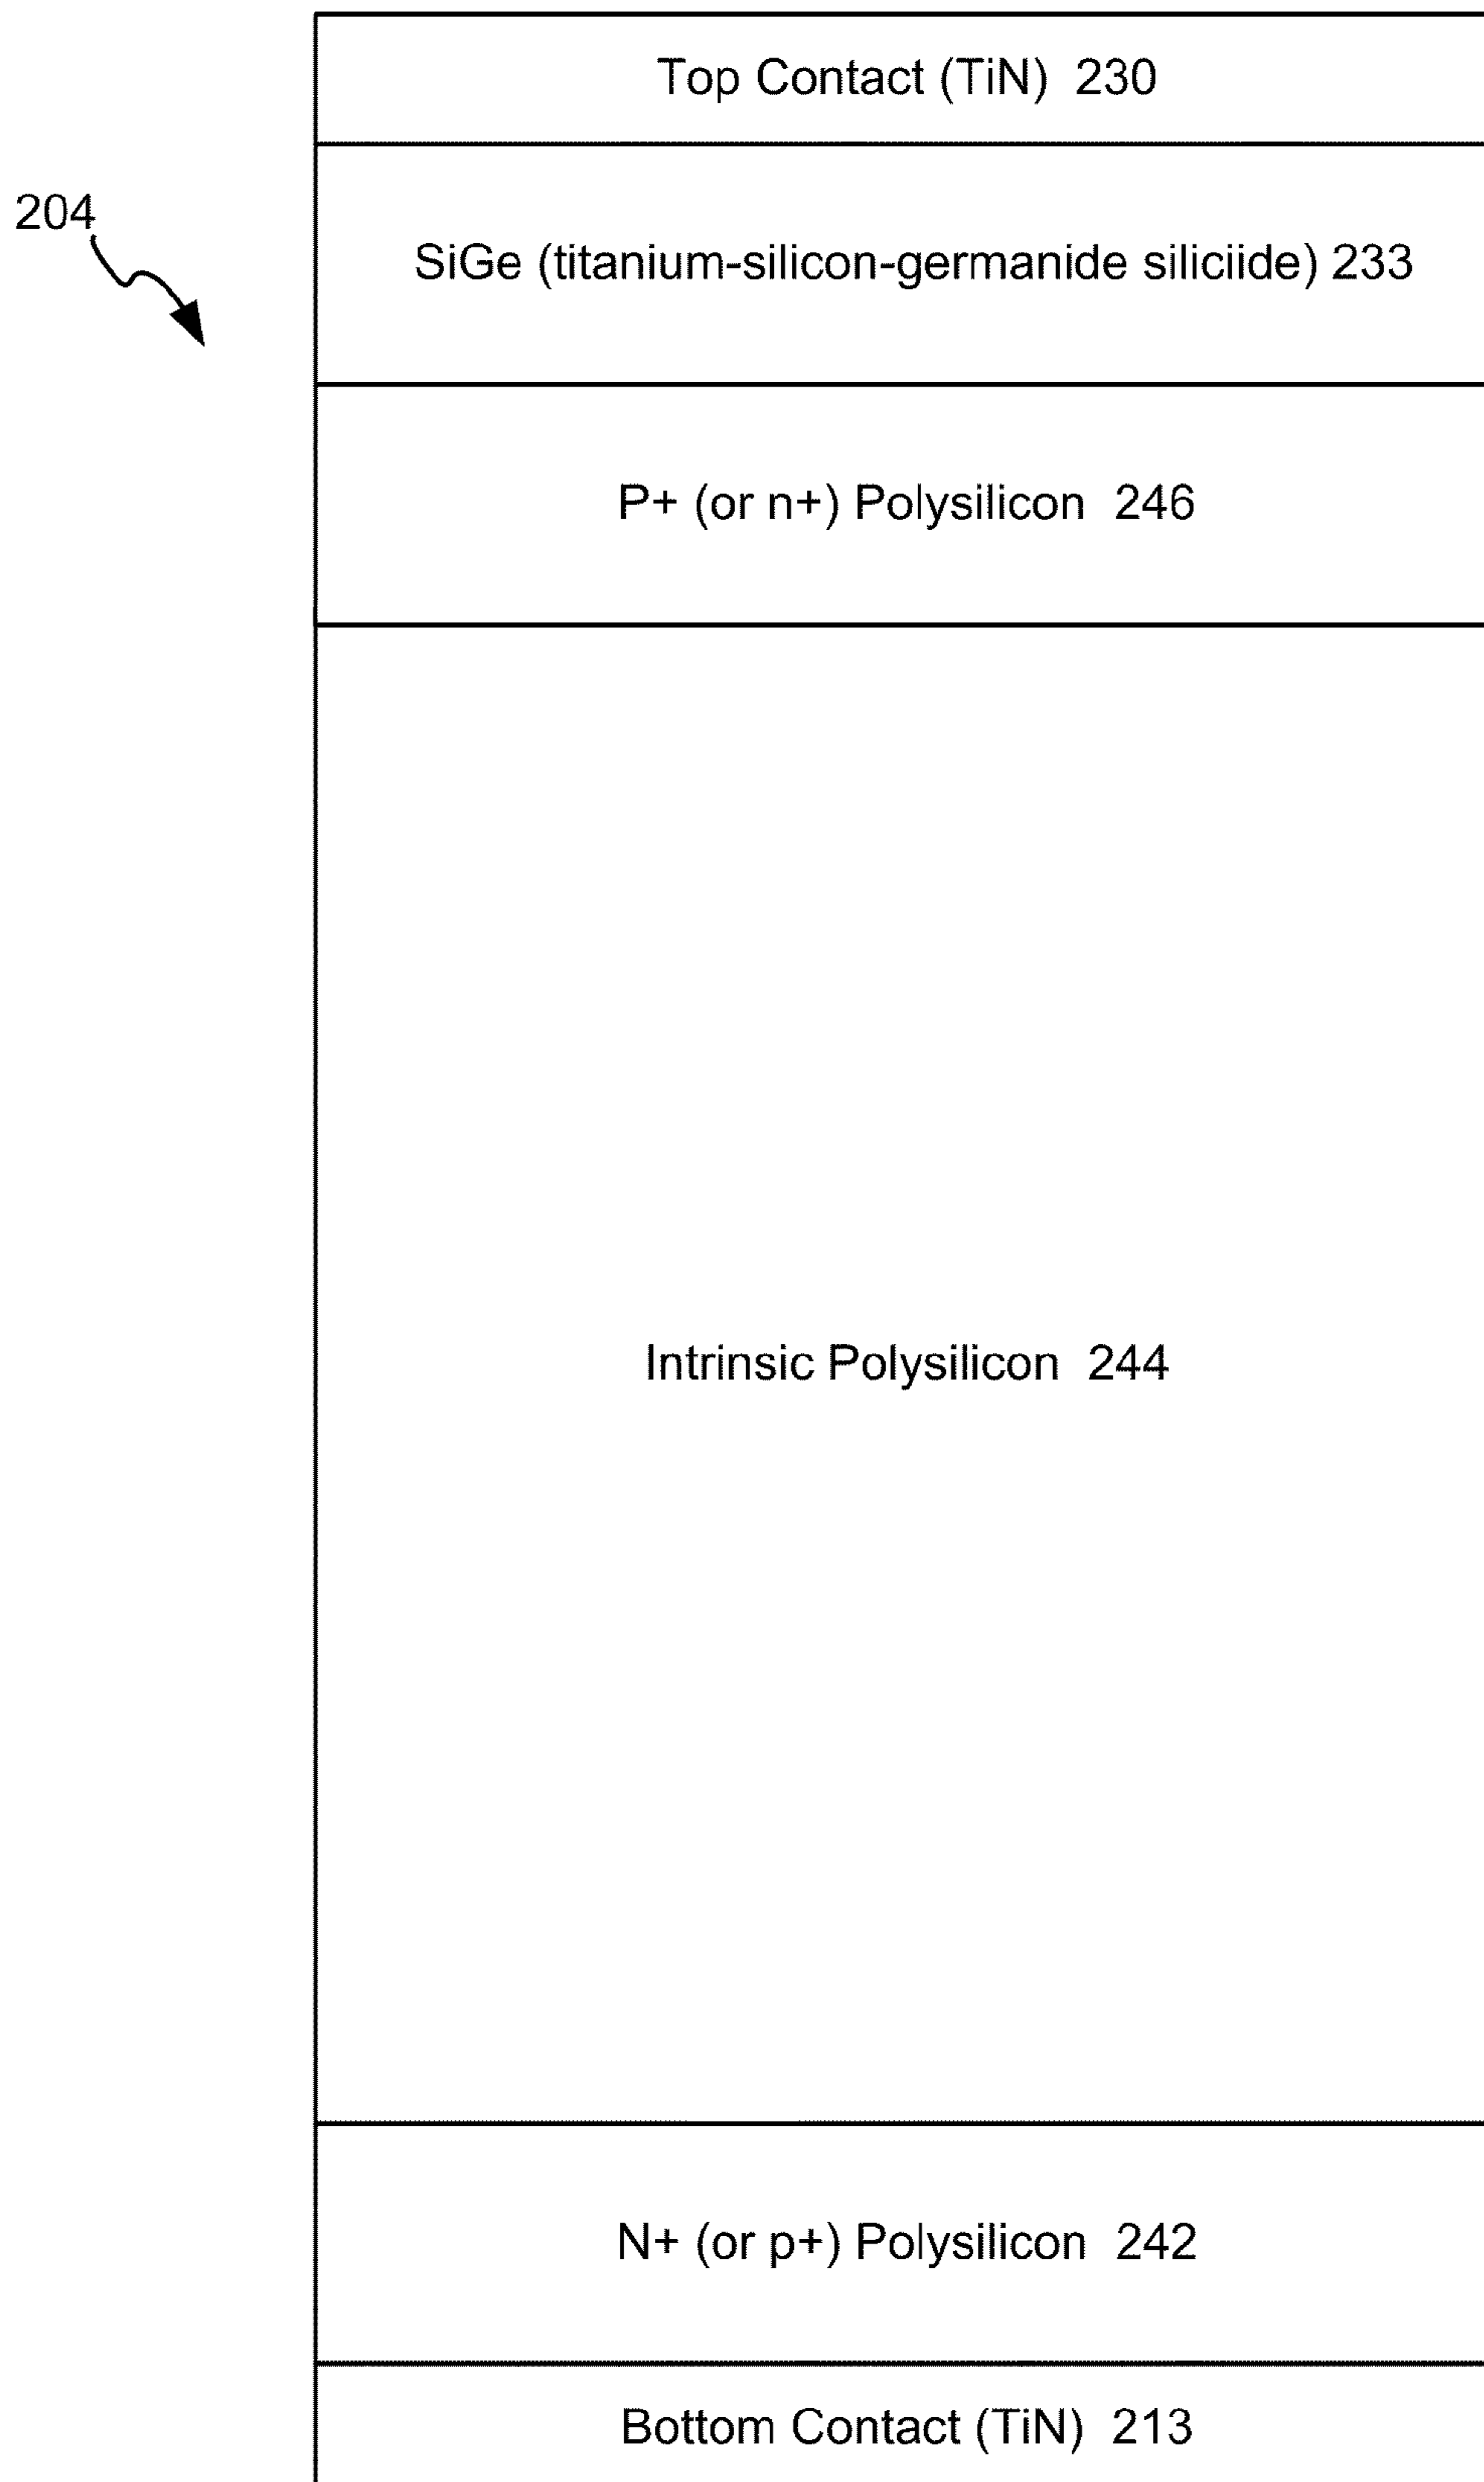 Top Contact (TiN) 230
204
SiGe (titanium-silicon-germanide siliciide) 233
P+ (or n+) Polysilicon 246
Intrinsic Polysilicon 244
N+ (or p+) Polysilicon 242
Bottom Contact (TiN) 213